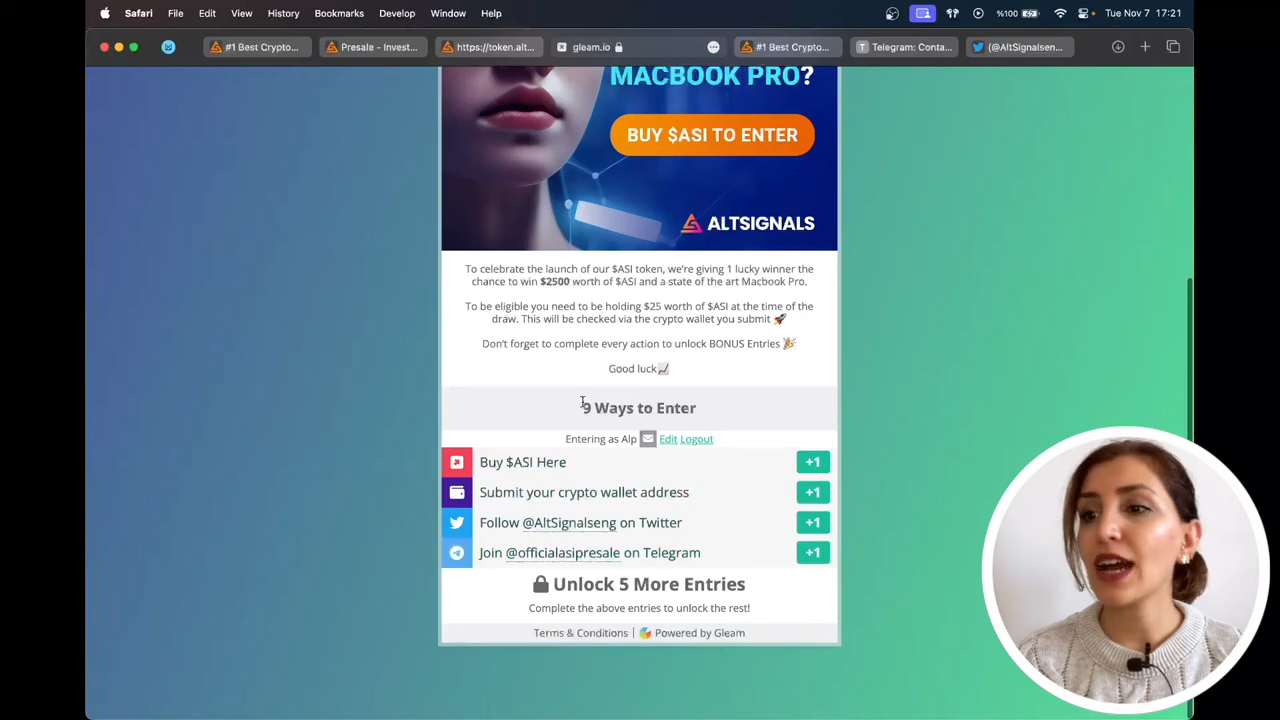 Safari File Edit View History Bookmarks Develop Window Help %100 Tue Nov 7 17:21
#1 Best Crypto... Presale – Invest... https://token.alt... gleam.io #1 Best Crypto... Telegram: Conta... (@AltSignalsen...
MACBOOK PRO?
BUY $ASI TO ENTER
ALTSIGNALS
To celebrate the launch of our $ASI token, we're giving 1 lucky winner the
chance to win $2500 worth of $ASI and a state of the art Macbook Pro.
To be eligible you need to be holding $25 worth of $ASI at the time of the
draw. This will be checked via the crypto wallet you submit 🚀
Don't forget to complete every action to unlock BONUS Entries 🎉
Good luck📈
9 Ways to Enter
Entering as Alp Edit Logout
Buy $ASI Here +1
Submit your crypto wallet address +1
Follow @AltSignalseng on Twitter +1
Join @officialasipresale on Telegram +1
Unlock 5 More Entries
Complete the above entries to unlock the rest!
Terms & Conditions | Powered by Gleam